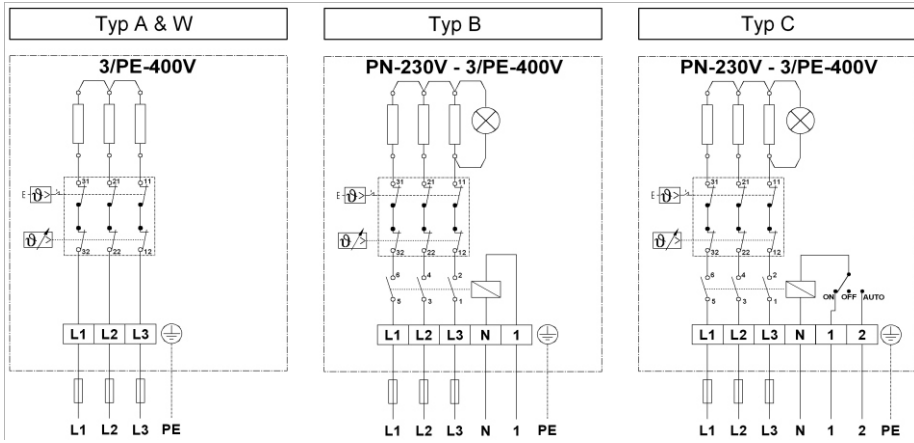 Typ A & W
3/PE-400V
31 21 11
E ϑ
ϑ
32 22 12
L1 L2 L3
L1 L2 L3 PE
Typ B
PN-230V - 3/PE-400V
31 21 11
E ϑ
ϑ
32 22 12
6 4 2
5 3 1
L1 L2 L3 N 1
L1 L2 L3 N 1 PE
Typ C
PN-230V - 3/PE-400V
31 21 11
E ϑ
ϑ
32 22 12
6 4 2
ON OFF AUTO
5 3 1
L1 L2 L3 N 1 2
L1 L2 L3 N 1 2 PE